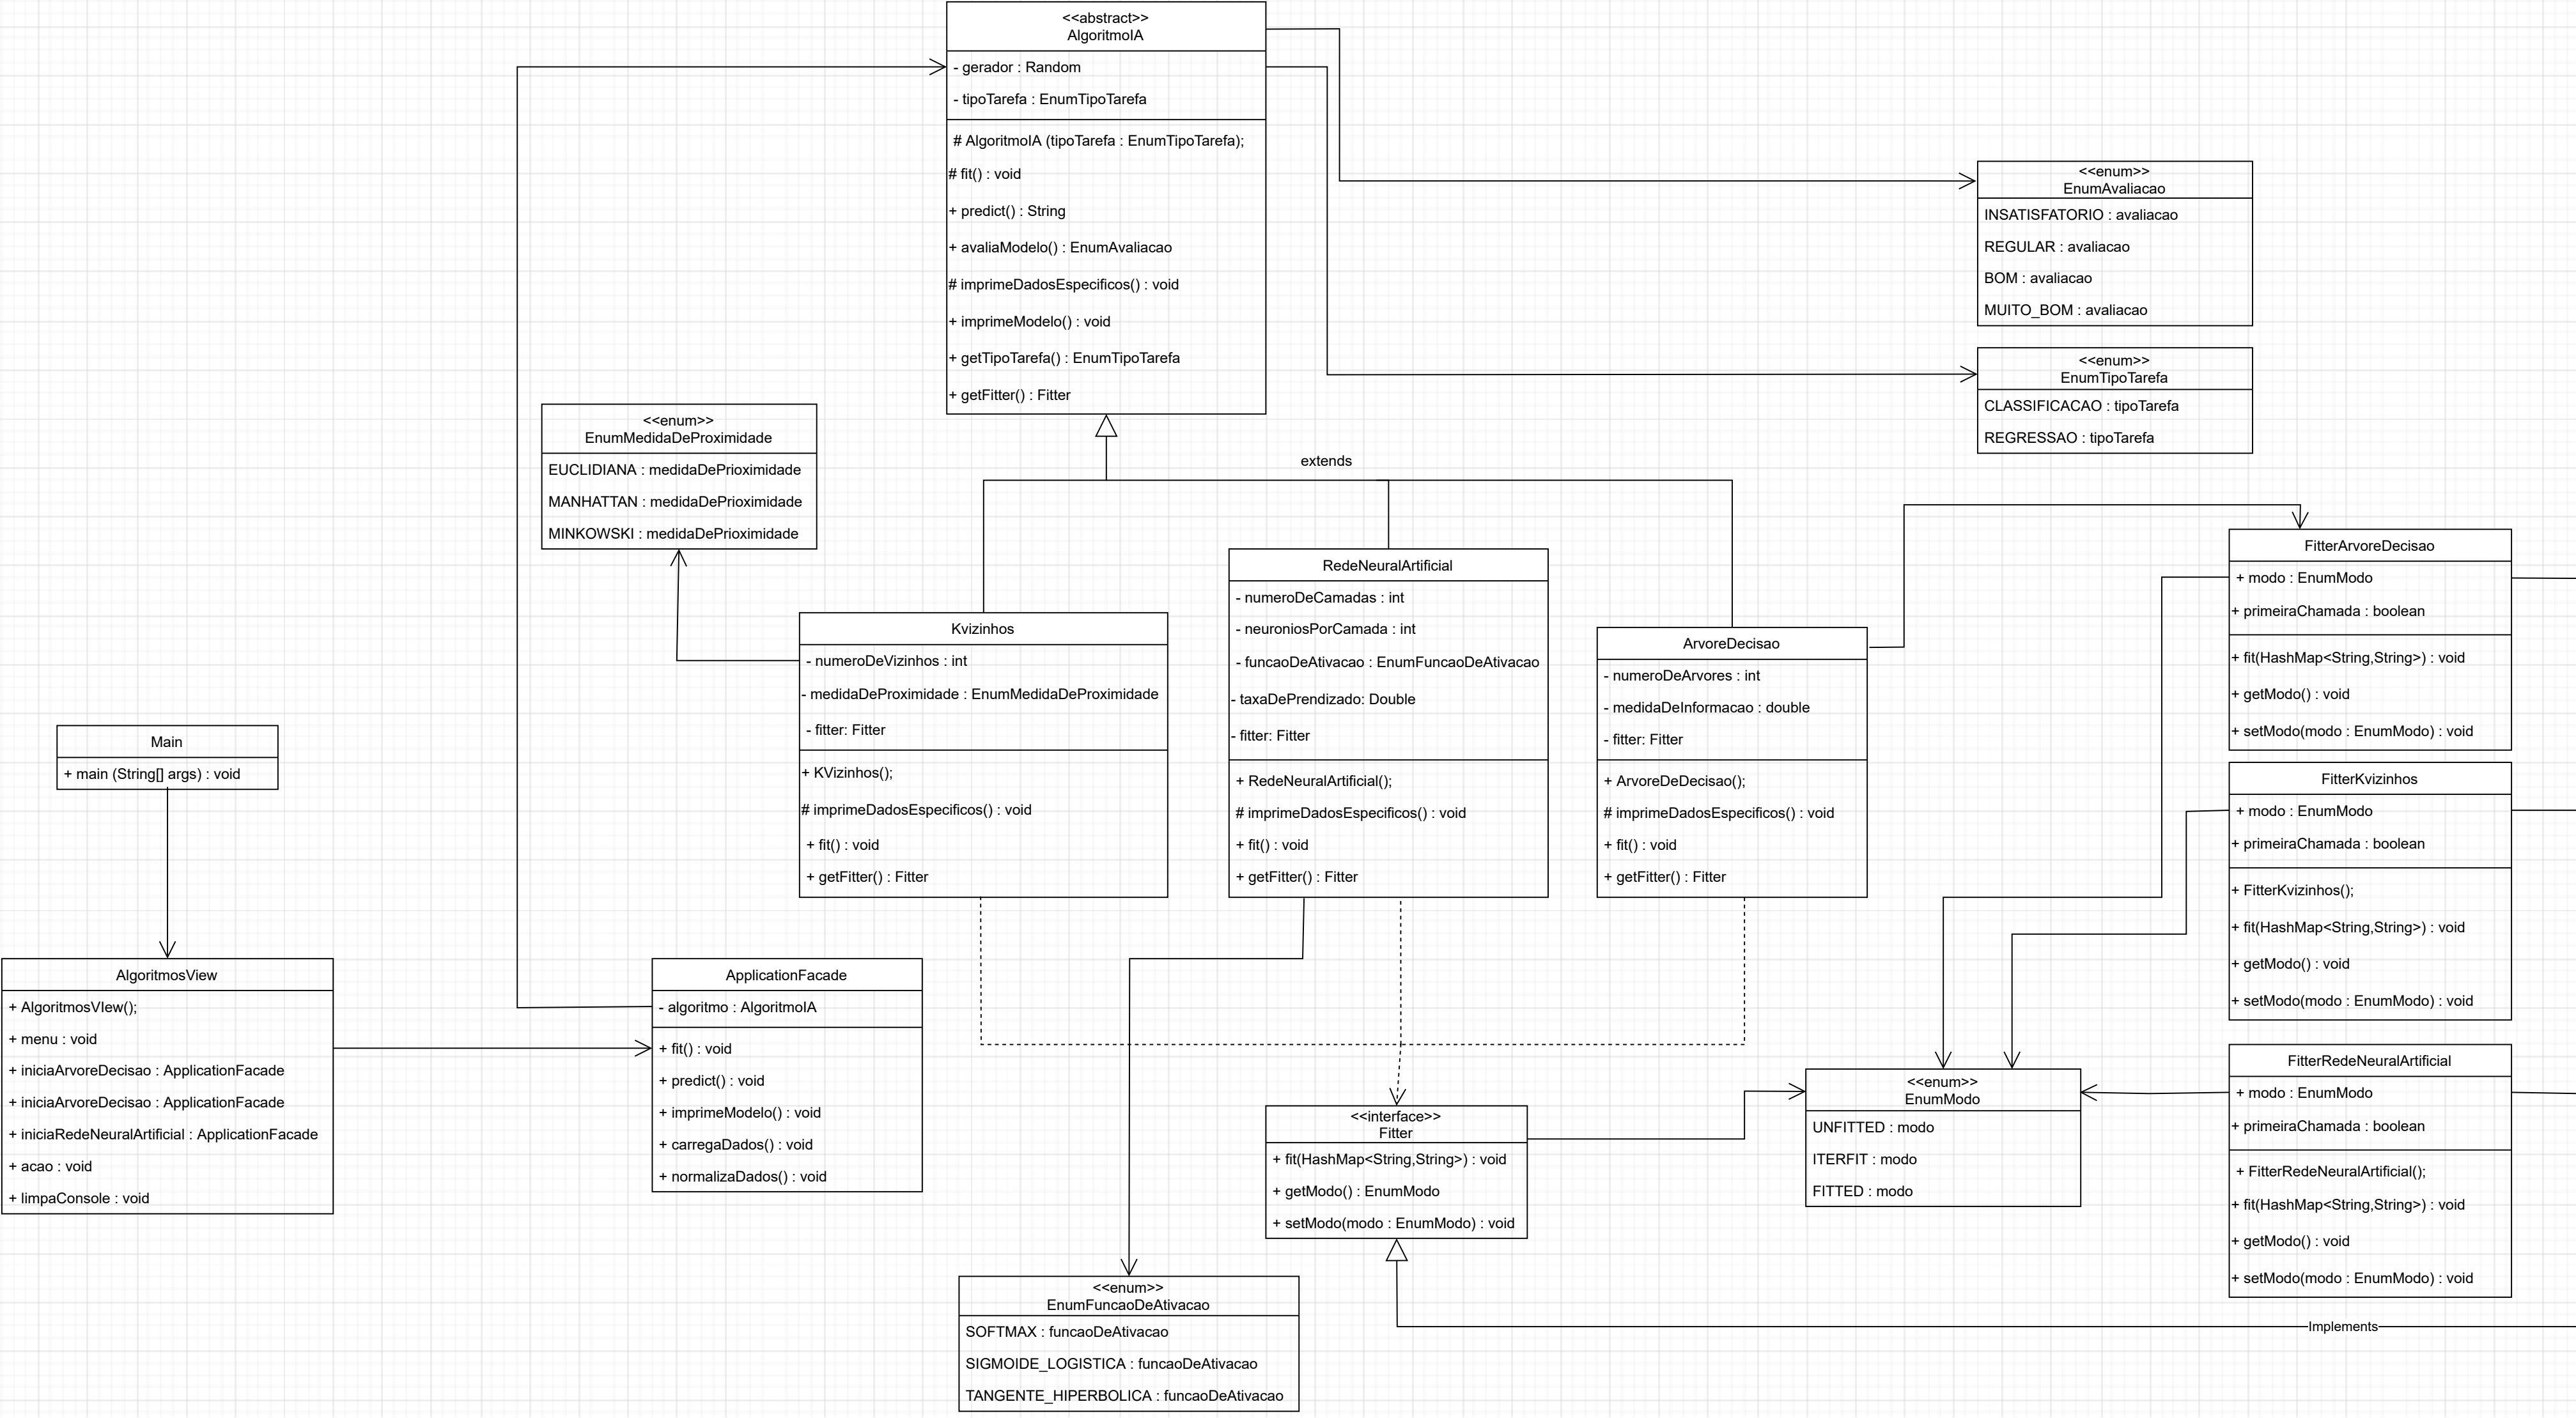 <<abstract>>
AlgoritmoIA
- gerador : Random
- tipoTarefa : EnumTipoTarefa
# AlgoritmoIA (tipoTarefa : EnumTipoTarefa);
# fit() : void
+ predict() : String
+ avaliaModelo() : EnumAvaliacao
# imprimeDadosEspecificos() : void
+ imprimeModelo() : void
+ getTipoTarefa() : EnumTipoTarefa
+ getFitter() : Fitter
<<enum>>
EnumAvaliacao
INSATISFATORIO : avaliacao
REGULAR : avaliacao
BOM : avaliacao
MUITO_BOM : avaliacao
<<enum>>
EnumTipoTarefa
CLASSIFICACAO : tipoTarefa
REGRESSAO : tipoTarefa
<<enum>>
EnumMedidaDeProximidade
EUCLIDIANA : medidaDePrioximidade
MANHATTAN : medidaDePrioximidade
MINKOWSKI : medidaDePrioximidade
extends
Kvizinhos
- numeroDeVizinhos : int
- medidaDeProximidade : EnumMedidaDeProximidade
- fitter: Fitter
+ KVizinhos();
# imprimeDadosEspecificos() : void
+ fit() : void
+ getFitter() : Fitter
RedeNeuralArtificial
- numeroDeCamadas : int
- neuroniosPorCamada : int
- funcaoDeAtivacao : EnumFuncaoDeAtivacao
- taxaDePrendizado: Double
- fitter: Fitter
+ RedeNeuralArtificial();
# imprimeDadosEspecificos() : void
+ fit() : void
+ getFitter() : Fitter
ArvoreDecisao
- numeroDeArvores : int
- medidaDeInformacao : double
- fitter: Fitter
+ ArvoreDeDecisao();
# imprimeDadosEspecificos() : void
+ fit() : void
+ getFitter() : Fitter
FitterArvoreDecisao
+ modo : EnumModo
+ primeiraChamada : boolean
+ fit(HashMap<String,String>) : void
+ getModo() : void
+ setModo(modo : EnumModo) : void
FitterKvizinhos
+ modo : EnumModo
+ primeiraChamada : boolean
+ FitterKvizinhos();
+ fit(HashMap<String,String>) : void
+ getModo() : void
+ setModo(modo : EnumModo) : void
Main
+ main (String[] args) : void
AlgoritmosView
+ AlgoritmosVIew();
+ menu : void
+ iniciaArvoreDecisao : ApplicationFacade
+ iniciaArvoreDecisao : ApplicationFacade
+ iniciaRedeNeuralArtificial : ApplicationFacade
+ acao : void
+ limpaConsole : void
ApplicationFacade
- algoritmo : AlgoritmoIA
+ fit() : void
+ predict() : void
+ imprimeModelo() : void
+ carregaDados() : void
+ normalizaDados() : void
<<interface>>
Fitter
+ fit(HashMap<String,String>) : void
+ getModo() : EnumModo
+ setModo(modo : EnumModo) : void
<<enum>>
EnumModo
UNFITTED : modo
ITERFIT : modo
FITTED : modo
FitterRedeNeuralArtificial
+ modo : EnumModo
+ primeiraChamada : boolean
+ FitterRedeNeuralArtificial();
+ fit(HashMap<String,String>) : void
+ getModo() : void
+ setModo(modo : EnumModo) : void
<<enum>>
EnumFuncaoDeAtivacao
SOFTMAX : funcaoDeAtivacao
SIGMOIDE_LOGISTICA : funcaoDeAtivacao
TANGENTE_HIPERBOLICA : funcaoDeAtivacao
Implements